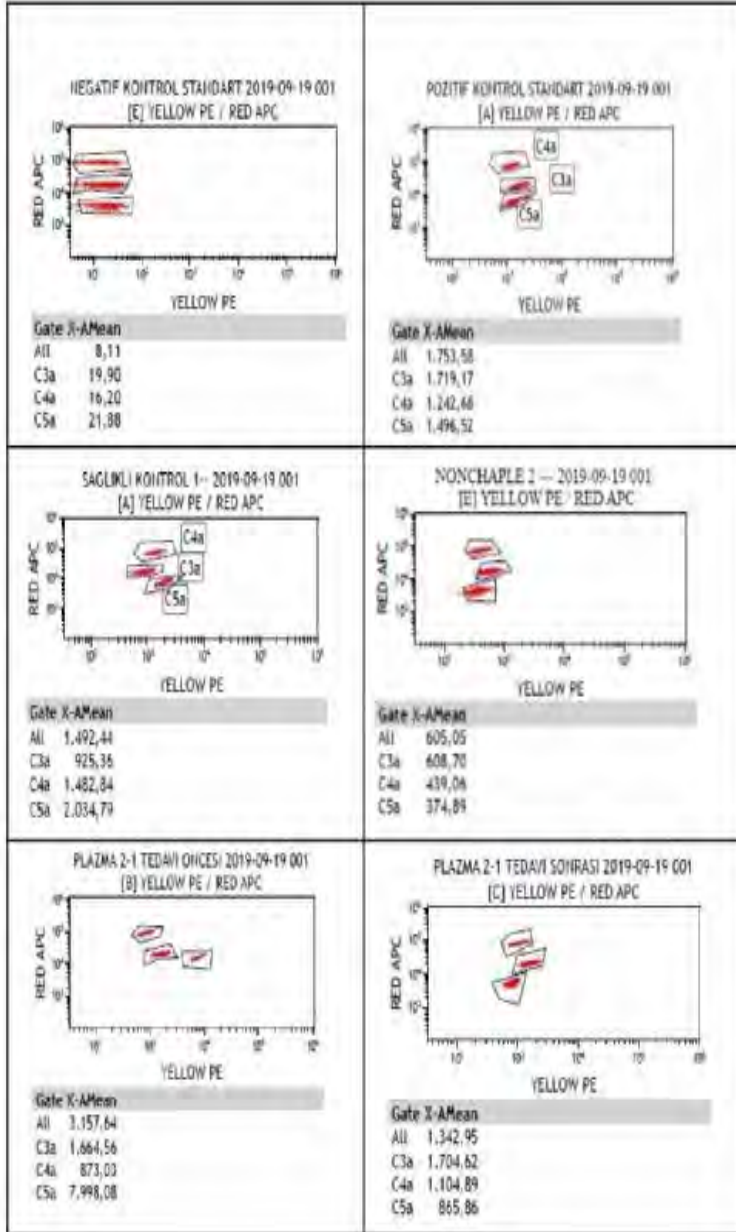 NEGATIF KONTROL STANDART 2019-09-19 001
[E] YELLOW PE / RED APC
RED APC
YELLOW PE
Gate X-AMean
All 8,11
C3a 19,90
C4a 16,20
C5a 21,88
POZITIF KONTROL STANDART 2019-09-19 001
[A] YELLOW PE / RED APC
RED APC
C4a
C3a
C5a
YELLOW PE
Gate X-AMean
All 1.753,58
C3a 1.719,17
C4a 1.242,68
C5a 1.496,52
SAGLIKLI KONTROL 1-- 2019-09-19 001
[A] YELLOW PE / RED APC
RED APC
C4a
C3a
C5a
YELLOW PE
Gate X-AMean
All 1.492,44
C3a 925,36
C4a 1.482,84
C5a 2.034,79
NONCHAPLE 2 --- 2019-09-19 001
[E] YELLOW PE / RED APC
RED APC
YELLOW PE
Gate X-AMean
All 605,05
C3a 608,70
C4a 439,06
C5a 374,89
PLAZMA 2-1 TEDAVI ONCESI 2019-09-19 001
[B] YELLOW PE / RED APC
RED APC
YELLOW PE
Gate X-AMean
All 3.157,64
C3a 1.664,56
C4a 873,03
C5a 7.998,08
PLAZMA 2-1 TEDAVI SONRASI 2019-09-19 001
[C] YELLOW PE / RED APC
RED APC
YELLOW PE
Gate X-AMean
All 1.342,95
C3a 1.704,62
C4a 1.104,89
C5a 865,86